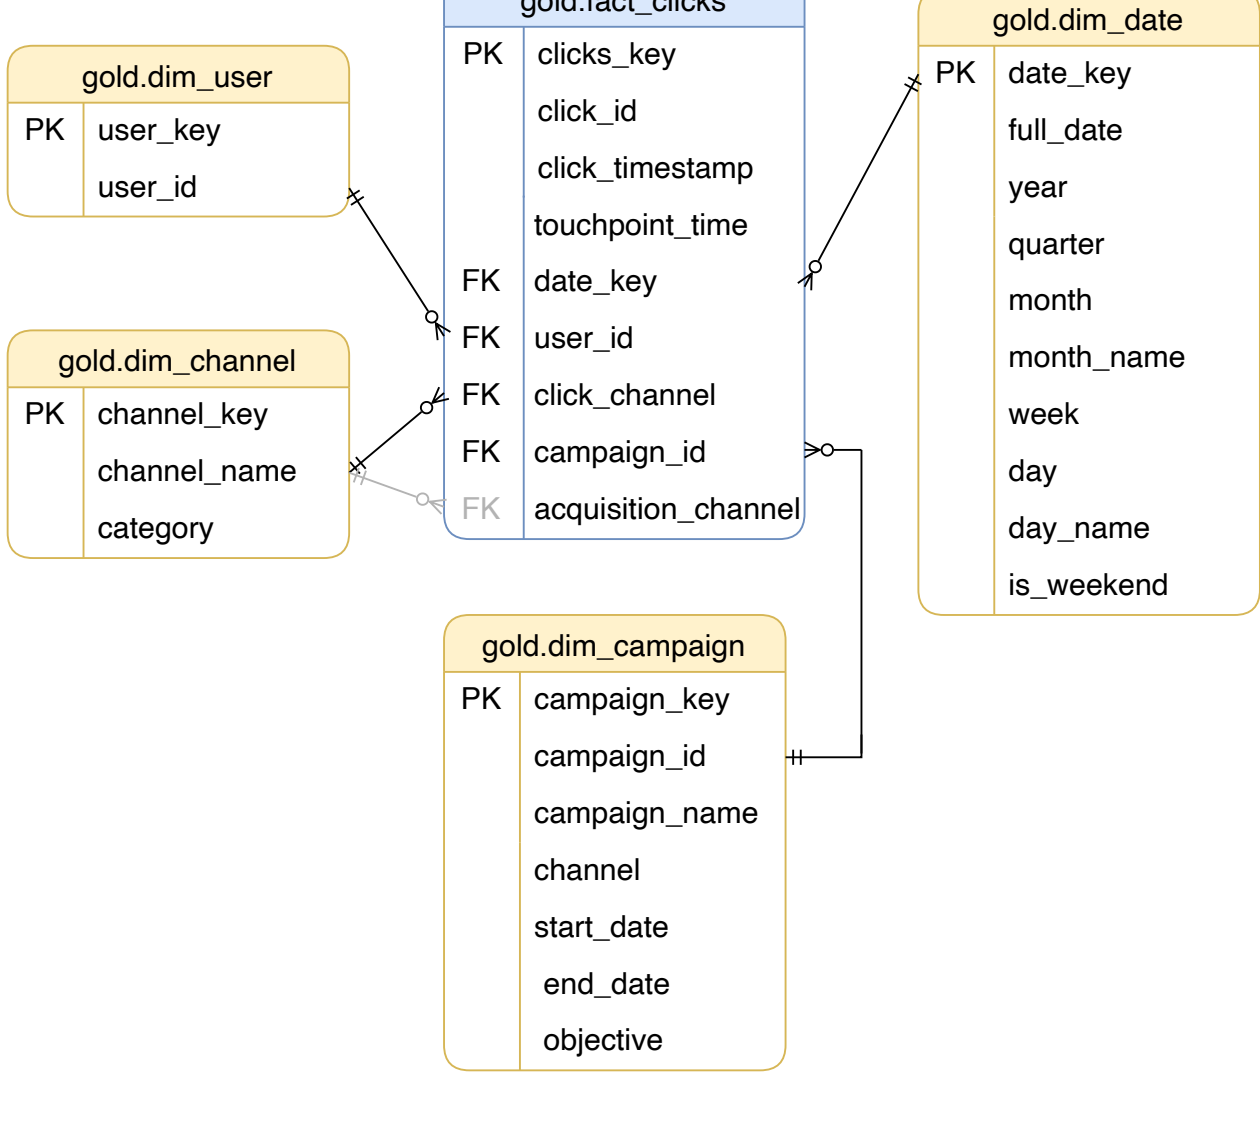 gold.dim_user
PK user_key
user_id
gold.dim_channel
PK channel_key
channel_name
category
gold.fact_clicks
PK clicks_key
click_id
click_timestamp
touchpoint_time
FK date_key
FK user_id
FK click_channel
FK campaign_id
FK acquisition_channel
gold.dim_date
PK date_key
full_date
year
quarter
month
month_name
week
day
day_name
is_weekend
gold.dim_campaign
PK campaign_key
campaign_id
campaign_name
channel
start_date
end_date
objective